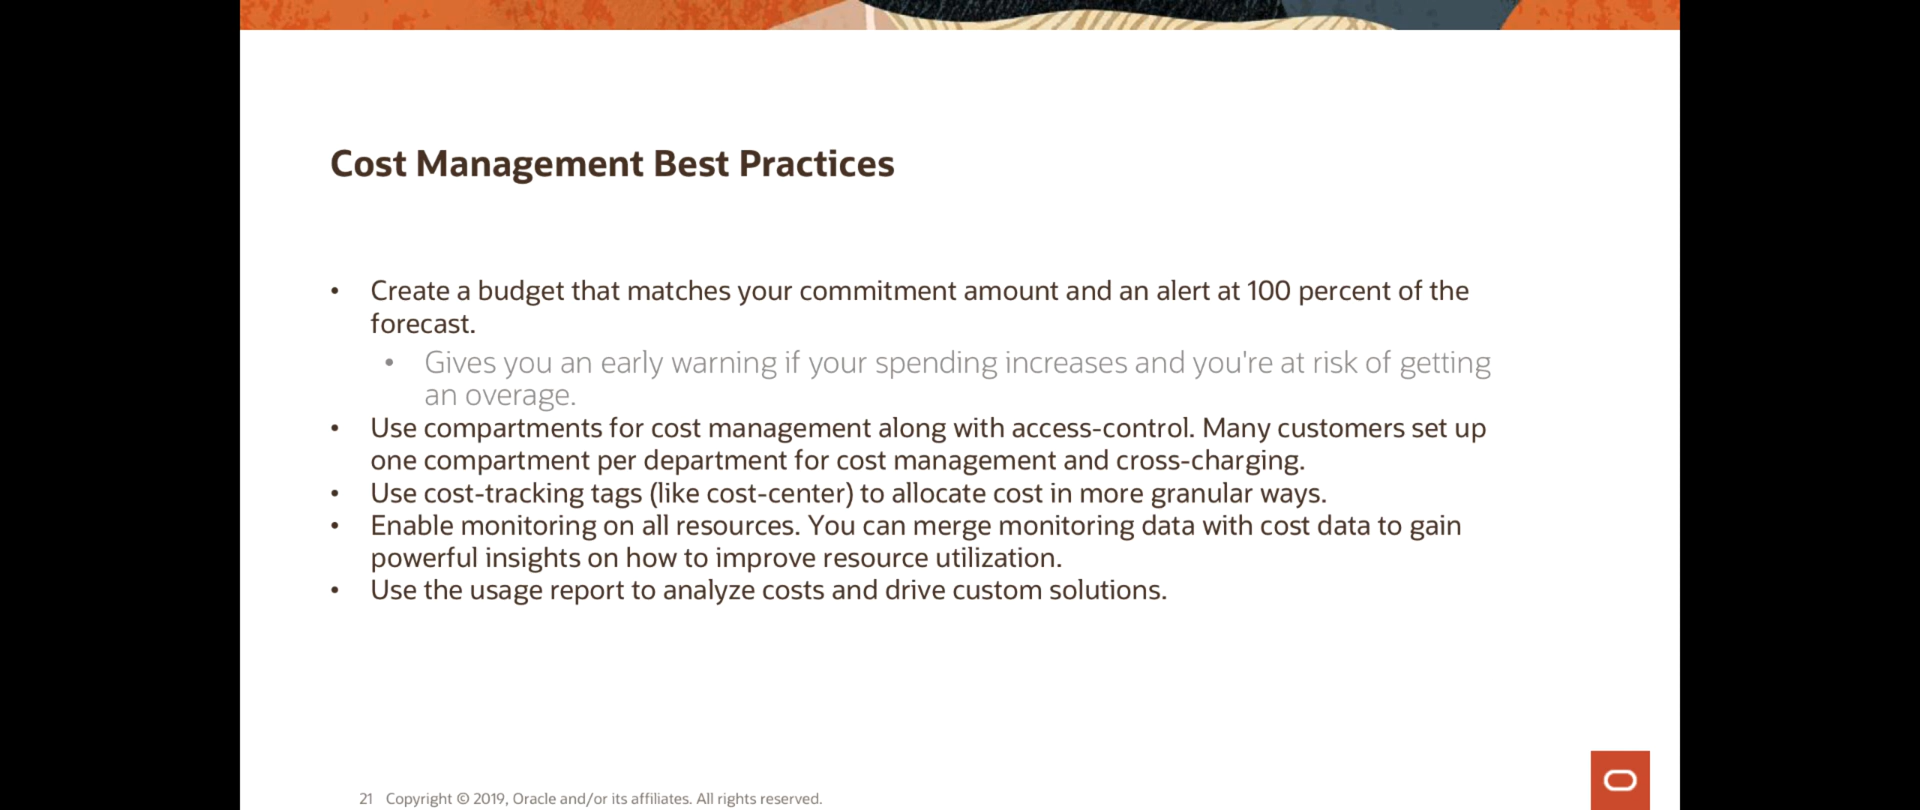 Cost Management Best Practices
• Create a budget that matches your commitment amount and an alert at 100 percent of the
forecast.
• Gives you an early warning if your spending increases and you're at risk of getting
an overage.
• Use compartments for cost management along with access-control. Many customers set up
one compartment per department for cost management and cross-charging.
• Use cost-tracking tags (like cost-center) to allocate cost in more granular ways.
• Enable monitoring on all resources. You can merge monitoring data with cost data to gain
powerful insights on how to improve resource utilization.
• Use the usage report to analyze costs and drive custom solutions.
21 Copyright © 2019, Oracle and/or its affiliates. All rights reserved.